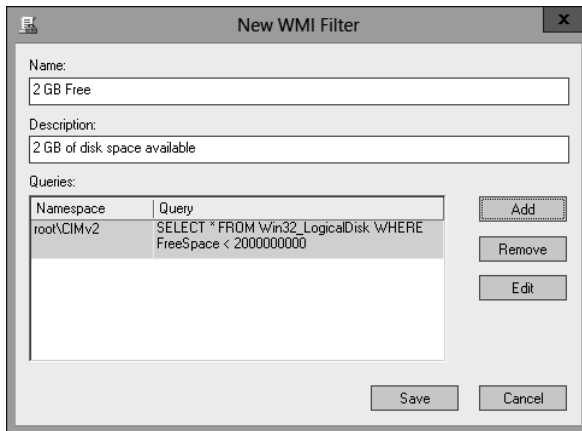 New WMI Filter
x
Name:
2 GB Free
Description:
2 GB of disk space available
Queries:
Namespace Query
root\CIMv2 SELECT * FROM Win32_LogicalDisk WHERE
FreeSpace < 2000000000
Add
Remove
Edit
Save Cancel